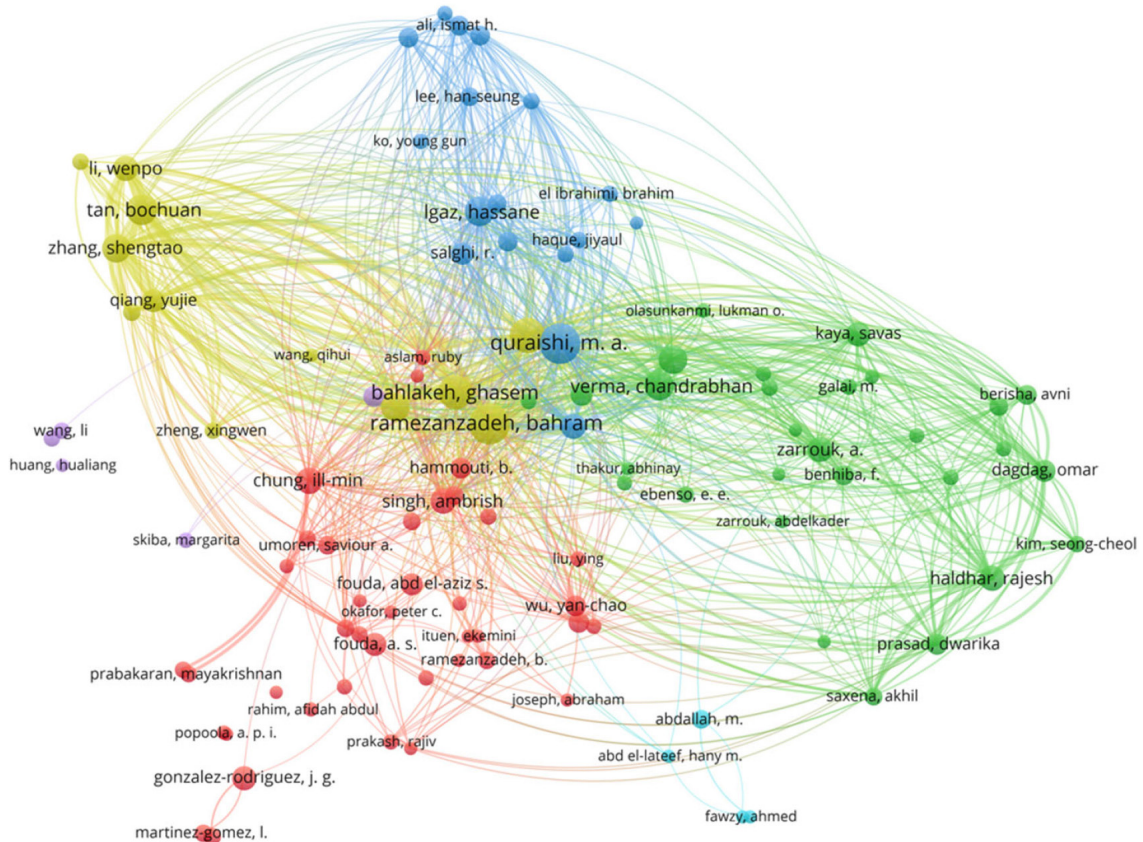 ali, ismat h.
lee, han-seung
ko, young gun
li, wenpo
el ibrahimi, brahim
tan, bochuan
lgaz, hassane
zhang, shengtao
haque, jiyaul
salghi, r.
qiang, yujie
olasunkanmi, lukman o.
kaya, savas
quraishi, m. a.
wang, qihui
aslam, ruby
verma, chandrabhan
galai, m.
bahlakeh, ghasem
berisha, avni
ramezanzadeh, bahram
wang, li
zheng, xingwen
zarrouk, a.
huang, hualiang
hammouti, b.
thakur, abhinay
benhiba, f.
dagdag, omar
chung, ill-min
singh, ambrish
ebenso, e. e.
zarrouk, abdelkader
skiba, margarita
umoren, saviour a.
kim, seong-cheol
liu, ying
haldhar, rajesh
fouda, abd el-aziz s.
wu, yan-chao
okafor, peter c.
ituen, ekemini
fouda, a. s.
prasad, dwarika
ramezanzadeh, b.
prabakaran, mayakrishnan
saxena, akhil
joseph, abraham
rahim, afidah abdul
abdallah, m.
popoola, a. p. i.
prakash, rajiv
abd el-lateef, hany m.
gonzalez-rodriguez, j. g.
fawzy, ahmed
martinez-gomez, l.